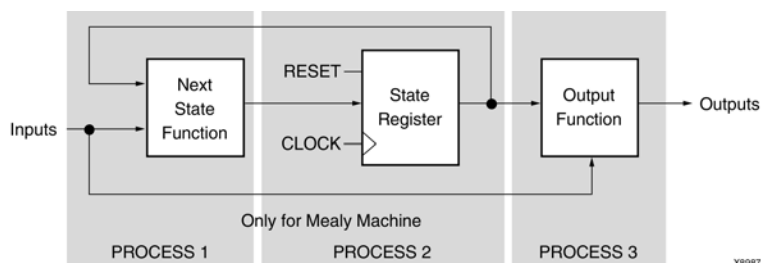 Inputs
Next
State
Function
RESET
CLOCK
State
Register
Output
Function
Outputs
Only for Mealy Machine
PROCESS 1
PROCESS 2
PROCESS 3
X8987